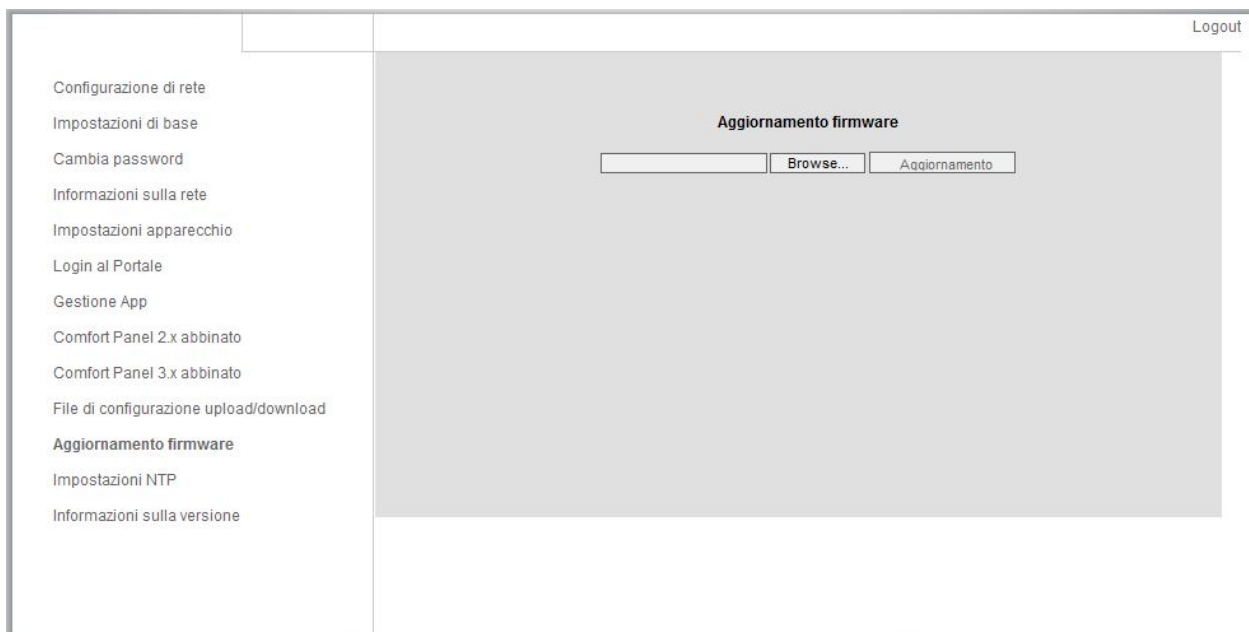 Logout
Configurazione di rete
Impostazioni di base
Cambia password
Informazioni sulla rete
Impostazioni apparecchio
Login al Portale
Gestione App
Comfort Panel 2.x abbinato
Comfort Panel 3.x abbinato
File di configurazione upload/download
Aggiornamento firmware
Impostazioni NTP
Informazioni sulla versione
Aggiornamento firmware
Browse... Aggiornamento